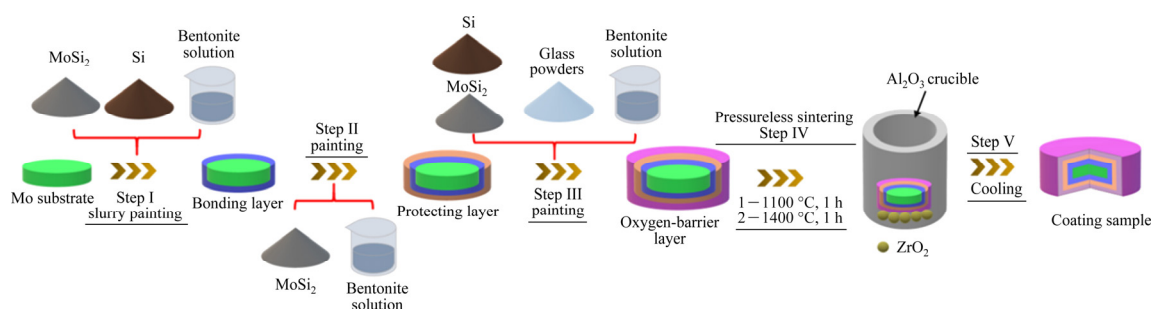 MoSi₂
Si
Bentonite
solution
Mo substrate
Step I
slurry painting
Bonding layer
Step II
painting
MoSi₂
Bentonite
solution
Protecting layer
Si
MoSi₂
Glass
powders
Bentonite
solution
Step III
painting
Oxygen-barrier
layer
Pressureless sintering
Step IV
1－1100 °C, 1 h
2－1400 °C, 1 h
Al₂O₃ crucible
ZrO₂
Step V
Cooling
Coating sample